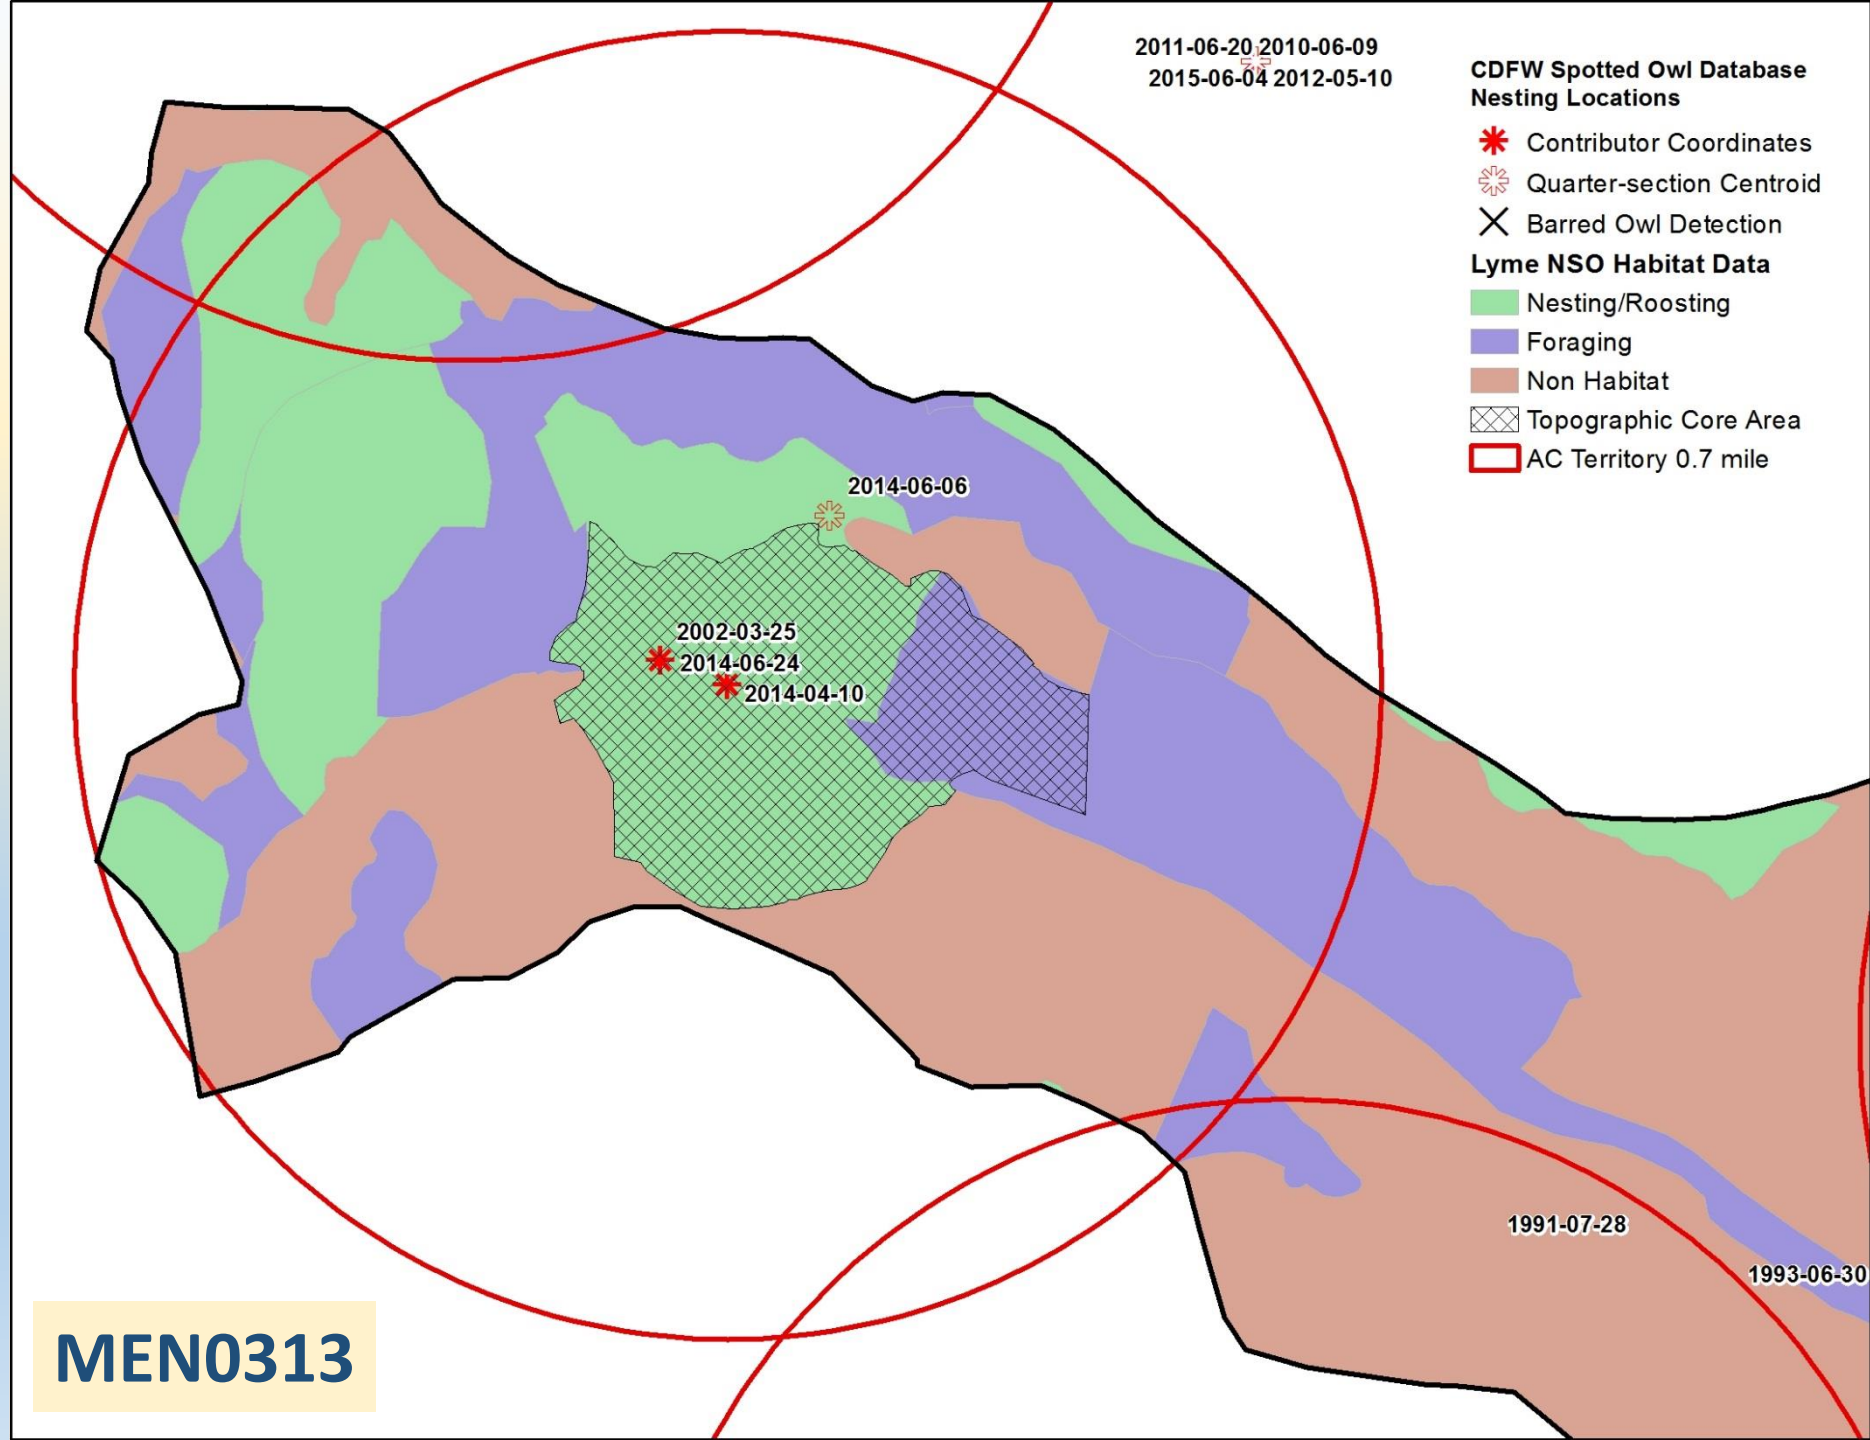 2011-06-20 2010-06-09
2015-06-04 2012-05-10
CDFW Spotted Owl Database
Nesting Locations
Contributor Coordinates
Quarter-section Centroid
Barred Owl Detection
Lyme NSO Habitat Data
Nesting/Roosting
Foraging
Non Habitat
Topographic Core Area
AC Territory 0.7 mile
2014-06-06
2002-03-25
2014-06-24
2014-04-10
1991-07-28
1993-06-30
MEN0313